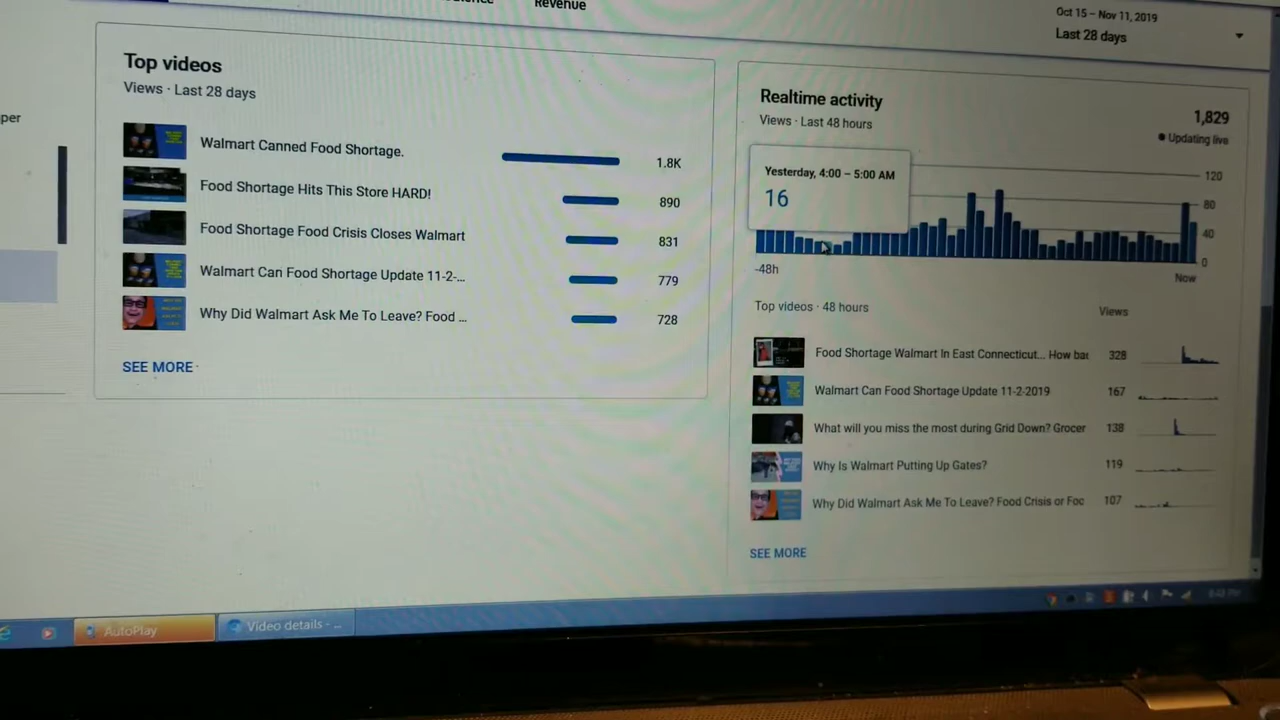 Revenue
Oct 15 – Nov 11, 2019
Last 28 days
per
Top videos
Views · Last 28 days
Walmart Canned Food Shortage.
1.8K
Food Shortage Hits This Store HARD!
890
Food Shortage Food Crisis Closes Walmart
831
Walmart Can Food Shortage Update 11-2-...
779
Why Did Walmart Ask Me To Leave? Food ...
728
SEE MORE
Realtime activity
1,829
Views · Last 48 hours
Updating live
Yesterday, 4:00 – 5:00 AM
16
120
80
40
0
-48h
Now
Top videos · 48 hours
Views
Food Shortage Walmart In East Connecticut... How bac
328
Walmart Can Food Shortage Update 11-2-2019
167
What will you miss the most during Grid Down? Grocer
138
Why Is Walmart Putting Up Gates?
119
Why Did Walmart Ask Me To Leave? Food Crisis or Foc
107
SEE MORE
AutoPlay
Video details - ...